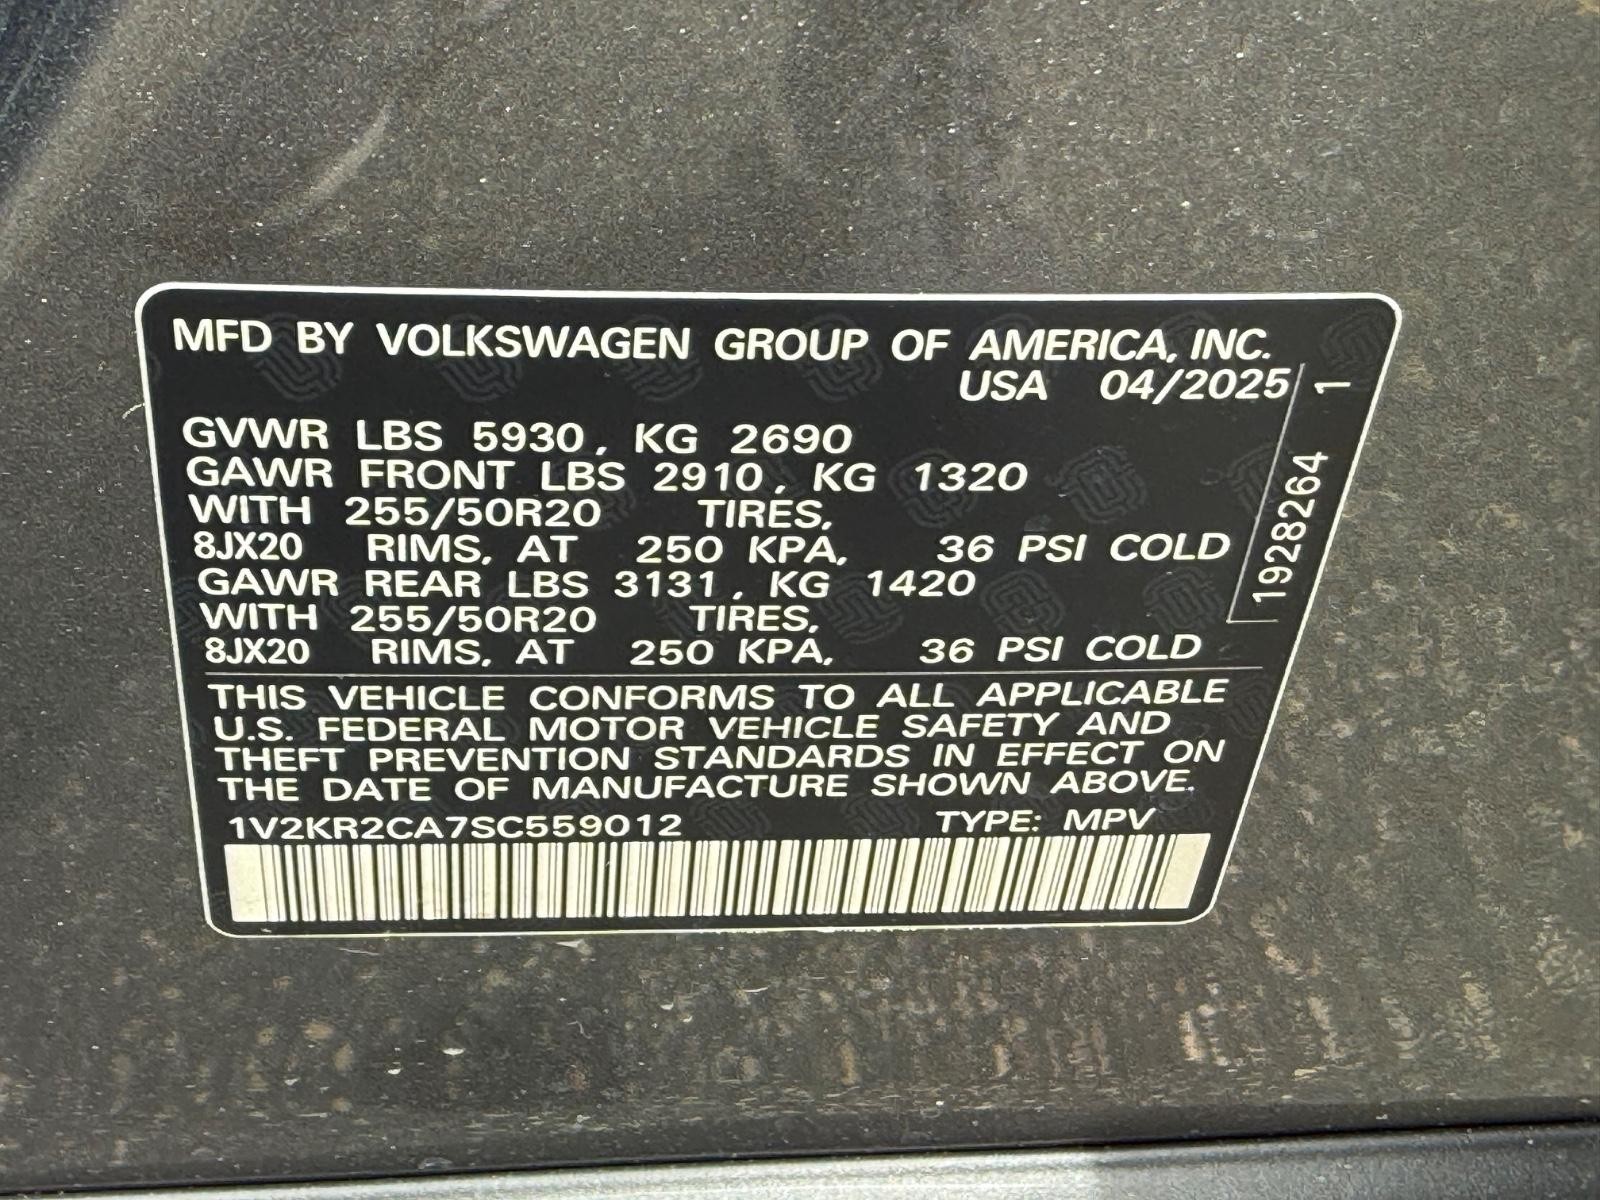 MFD BY VOLKSWAGEN GROUP OF AMERICA, INC.
USA 04/2025
GVWR LBS 5930, KG 2690
GAWR FRONT LBS 2910, KG 1320
WITH 255/50R20 TIRES,
8JX20 RIMS, AT 250 KPA, 36 PSI COLD
GAWR REAR LBS 3131, KG 1420
WITH 255/50R20 TIRES,
8JX20 RIMS, AT 250 KPA, 36 PSI COLD
THIS VEHICLE CONFORMS TO ALL APPLICABLE
U.S. FEDERAL MOTOR VEHICLE SAFETY AND
THEFT PREVENTION STANDARDS IN EFFECT ON
THE DATE OF MANUFACTURE SHOWN ABOVE.
1V2KR2CA7SC559012 TYPE: MPV
1928264 1